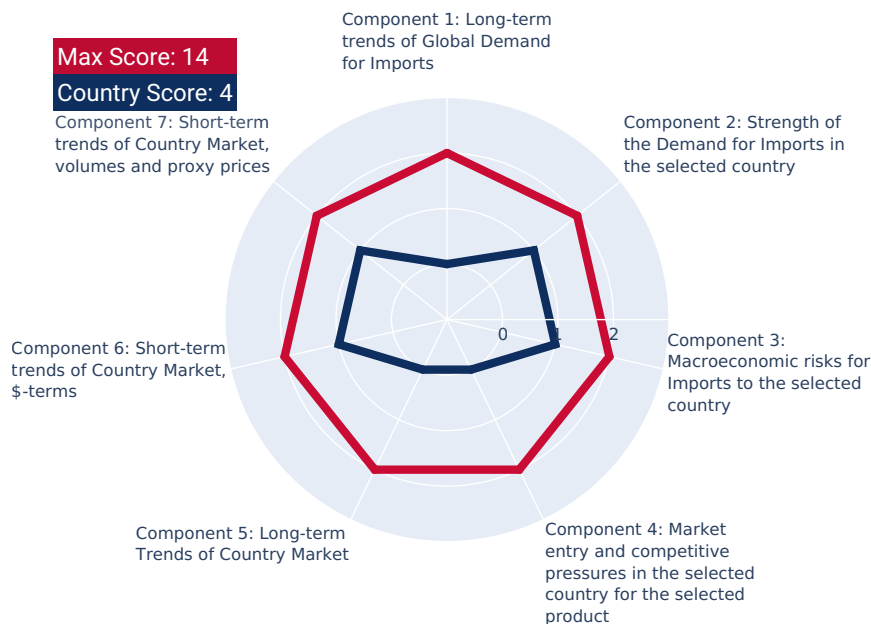 Component 1: Long-term
trends of Global Demand
for Imports
Max Score: 14
Country Score: 4
Component 7: Short-term
trends of Country Market,
volumes and proxy prices
Component 2: Strength of
the Demand for Imports in
the selected country
0
1
2
Component 3:
Macroeconomic risks for
Imports to the selected
country
Component 6: Short-term
trends of Country Market,
$-terms
Component 5: Long-term
Trends of Country Market
Component 4: Market
entry and competitive
pressures in the selected
country for the selected
product